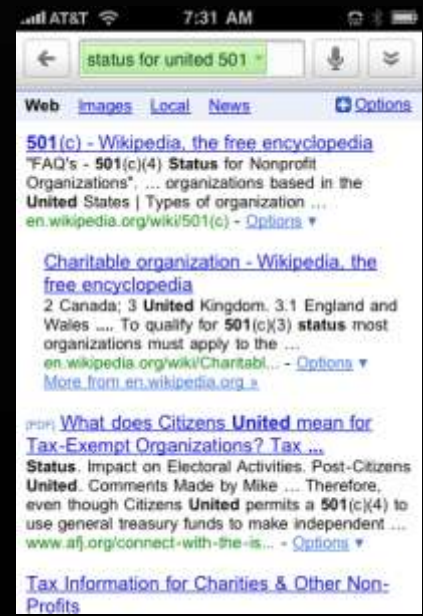 AT&T 7:31 AM
status for united 501
Web Images Local News Options
501(c) - Wikipedia, the free encyclopedia
"FAQ's - 501(c)(4) Status for Nonprofit
Organizations". ... organizations based in the
United States | Types of organization ...
en.wikipedia.org/wiki/501(c) - Options ▼
Charitable organization - Wikipedia, the
free encyclopedia
2 Canada; 3 United Kingdom. 3.1 England and
Wales .... To qualify for 501(c)(3) status most
organizations must apply to the ...
en.wikipedia.org/wiki/Charitabl... - Options ▼
More from en.wikipedia.org »
[PDF] What does Citizens United mean for
Tax-Exempt Organizations? Tax ...
Status. Impact on Electoral Activities. Post-Citizens
United. Comments Made by Mike ... Therefore,
even though Citizens United permits a 501(c)(4) to
use general treasury funds to make independent ...
www.afj.org/connect-with-the-is... - Options ▼
Tax Information for Charities & Other Non-
Profits